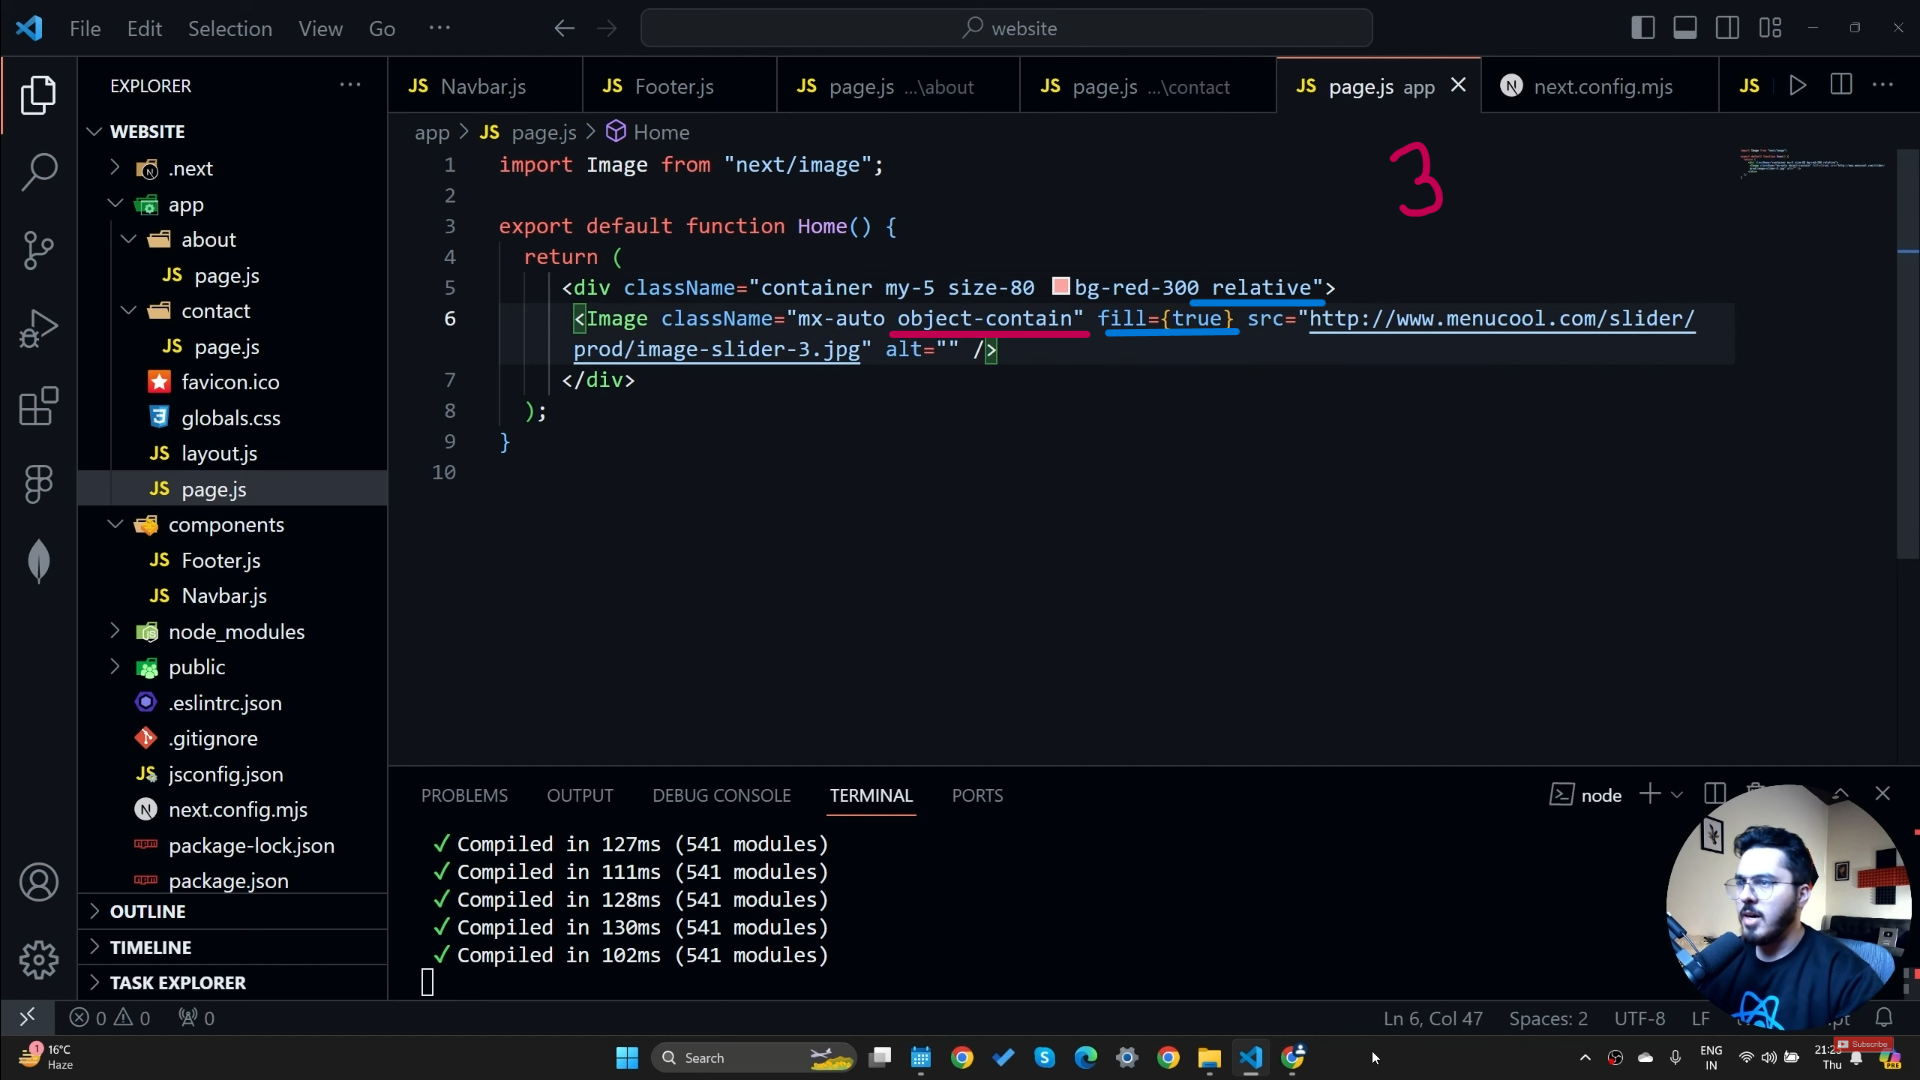 File Edit Selection View Go ··· website
EXPLORER ···
WEBSITE
.next
app
about
JS page.js
contact
JS page.js
favicon.ico
globals.css
JS layout.js
JS page.js
components
JS Footer.js
JS Navbar.js
node_modules
public
.eslintrc.json
.gitignore
JS jsconfig.json
N next.config.mjs
package-lock.json
package.json
OUTLINE
TIMELINE
TASK EXPLORER
JS Navbar.js JS Footer.js JS page.js ...\about JS page.js ...\contact JS page.js app N next.config.mjs JS ···
app > JS page.js > Home
3
1 import Image from "next/image";
2
3 export default function Home() {
4 return (
5 <div className="container my-5 size-80 bg-red-300 relative">
6 <Image className="mx-auto object-contain" fill={true} src="http://www.menucool.com/slider/
prod/image-slider-3.jpg" alt="" />
7 </div>
8 );
9 }
10
PROBLEMS OUTPUT DEBUG CONSOLE TERMINAL PORTS node
✓ Compiled in 127ms (541 modules)
✓ Compiled in 111ms (541 modules)
✓ Compiled in 128ms (541 modules)
✓ Compiled in 130ms (541 modules)
✓ Compiled in 102ms (541 modules)
0 0 0 Ln 6, Col 47 Spaces: 2 UTF-8 LF
1 16°C
Haze
Search
ENG
IN
Thu
Subscribe
PRE